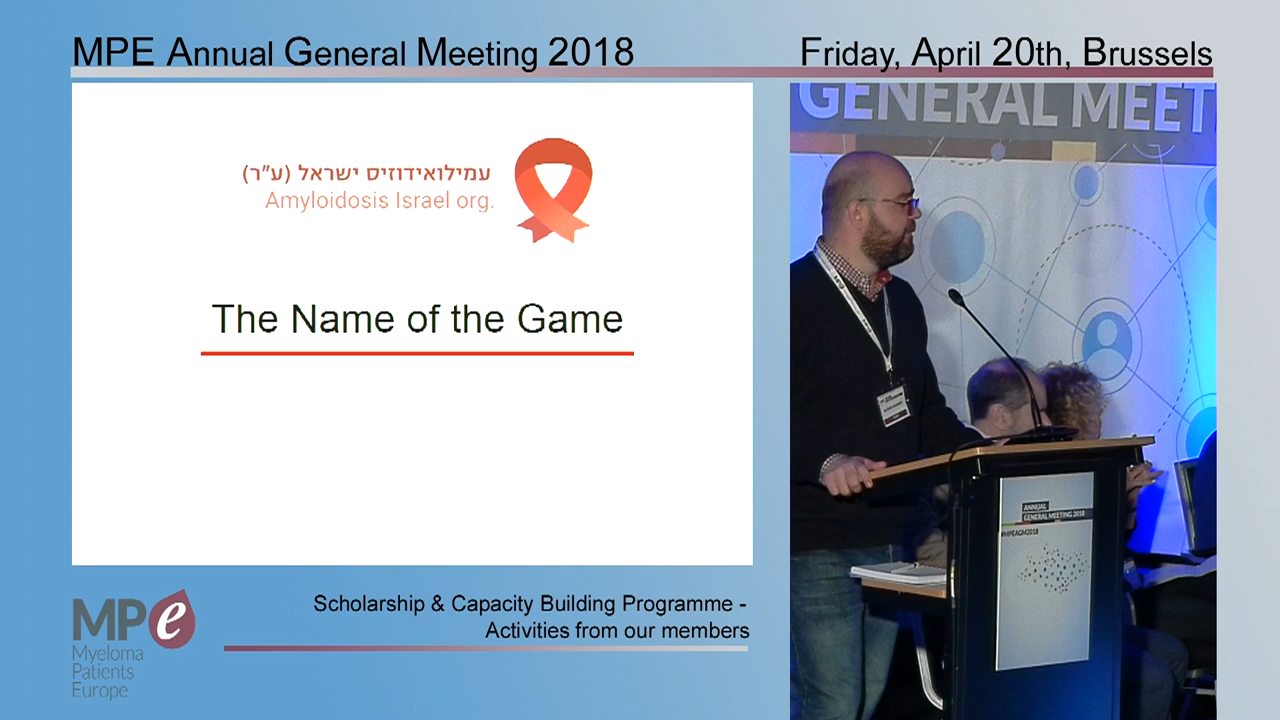 MPE Annual General Meeting 2018
Friday, April 20th, Brussels
עמילואידוזיס ישראל (ע"ר)
Amyloidosis Israel org.
The Name of the Game
GENERAL MEET
ANNUAL
GENERAL MEETING 2018
#MPEAGM2018
Scholarship & Capacity Building Programme -
Activities from our members
MPe
Myeloma
Patients
Europe